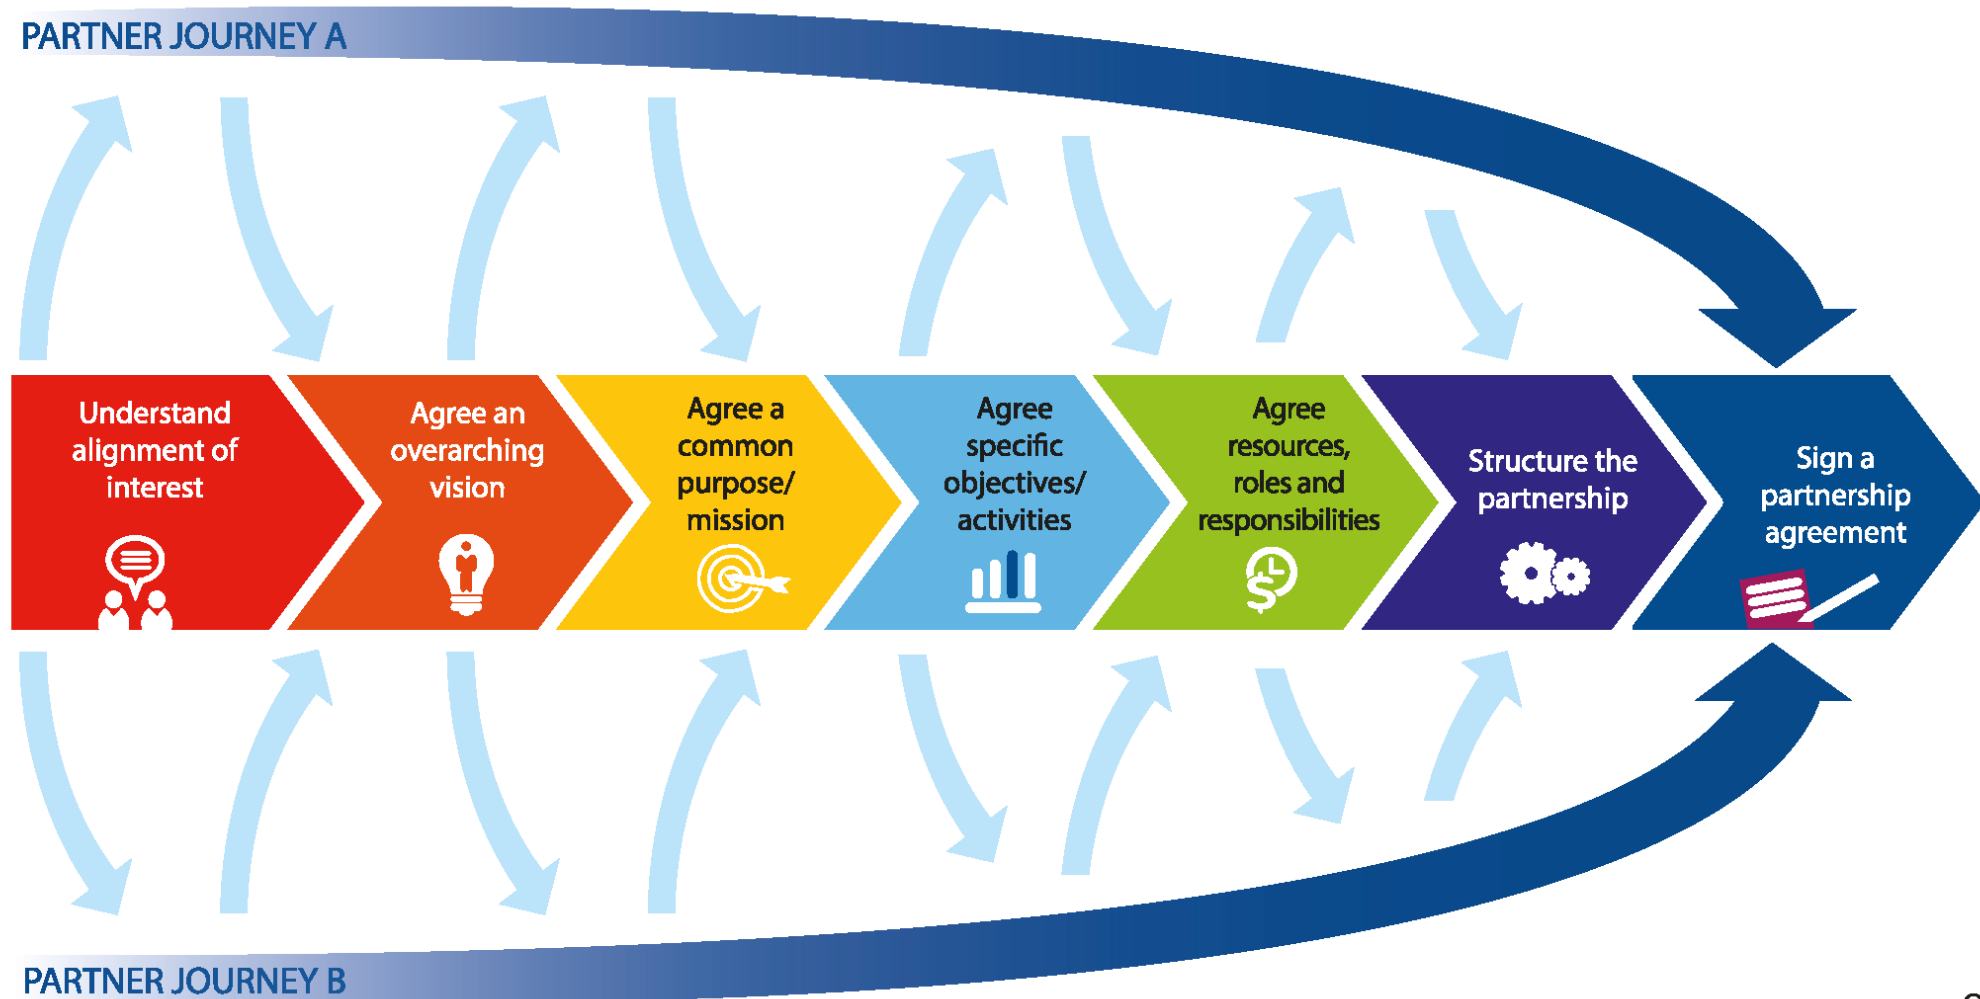 PARTNER JOURNEY A
Understand
alignment of
interest
Agree an
overarching
vision
Agree a
common
purpose/
mission
Agree
specific
objectives/
activities
Agree
resources,
roles and
responsibilities
$
Structure the
partnership
Sign a
partnership
agreement
PARTNER JOURNEY B